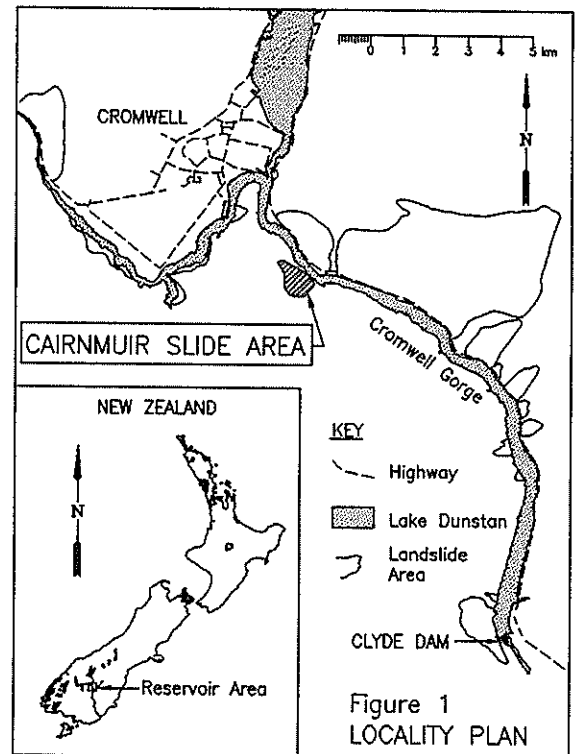 0 1 2 3 4 5 km
CROMWELL
N
CAIRNMUIR SLIDE AREA
Cromwell Gorge
NEW ZEALAND
N
Reservoir Area
KEY
Highway
Lake Dunstan
Landslide
Area
CLYDE DAM
Figure 1
LOCALITY PLAN